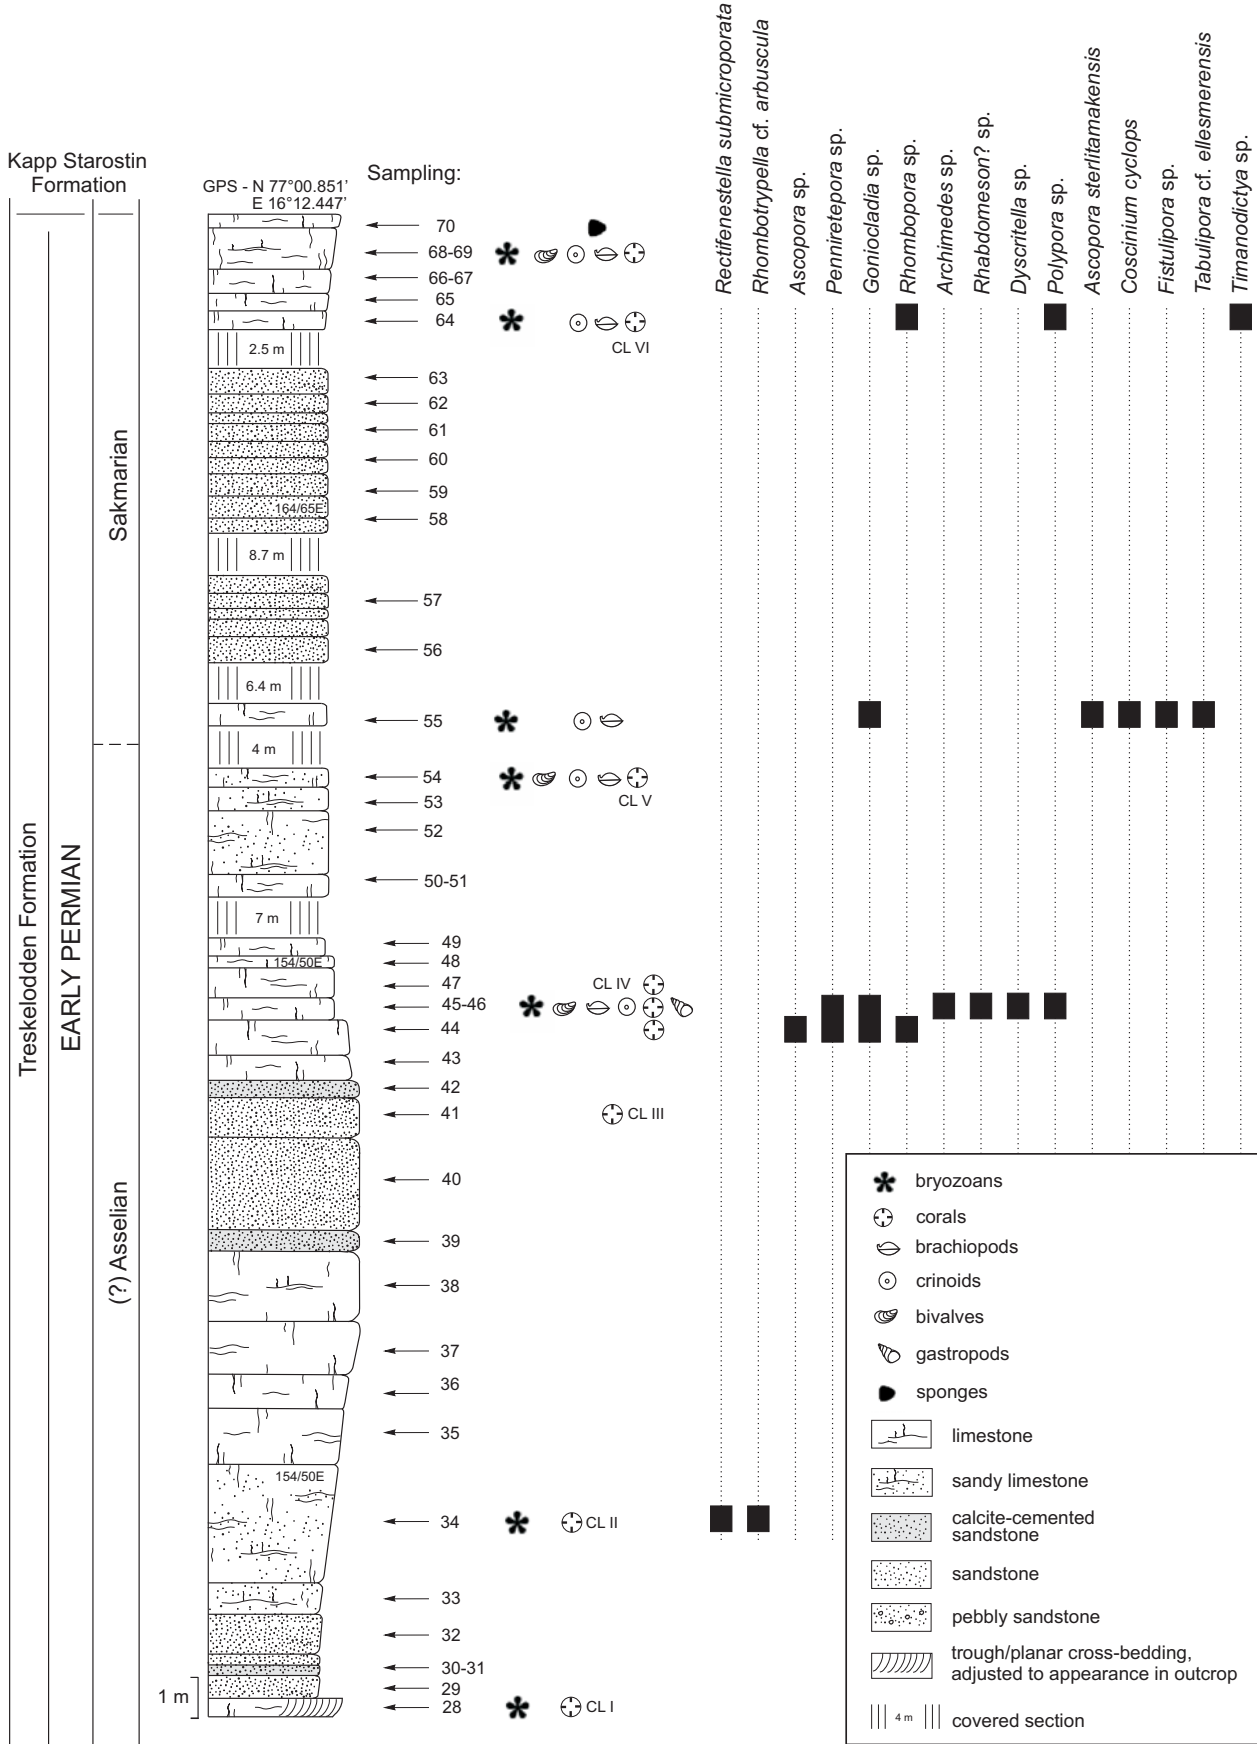 Kapp Starostin
Formation
GPS - N 77°00.851’
E 16°12.447’
Sampling:
Rectifenestella submicroporata
Rhombotrypella cf. arbuscula
Ascopora sp.
Penniretepora sp.
Goniocladia sp.
Rhombopora sp.
Archimedes sp.
Rhabdomeson? sp.
Dyscritella sp.
Polypora sp.
Ascopora sterlitamakensis
Coscinium cyclops
Fistulipora sp.
Tabulipora cf. ellesmerensis
Timanodictya sp.
Treskelodden Formation
EARLY PERMIAN
Sakmarian
(?) Asselian
70
68-69
66-67
65
64
CL VI
2.5 m
63
62
61
60
59
164/65E
58
8.7 m
57
56
6.4 m
55
4 m
54
CL V
53
52
50-51
7 m
49
154/50E
48
CL IV
47
45-46
44
43
42
41
CL III
40
39
38
37
36
35
154/50E
34
CL II
33
32
30-31
29
28
CL I
1 m
bryozoans
corals
brachiopods
crinoids
bivalves
gastropods
sponges
limestone
sandy limestone
calcite-cemented
sandstone
sandstone
pebbly sandstone
trough/planar cross-bedding,
adjusted to appearance in outcrop
4 m
covered section